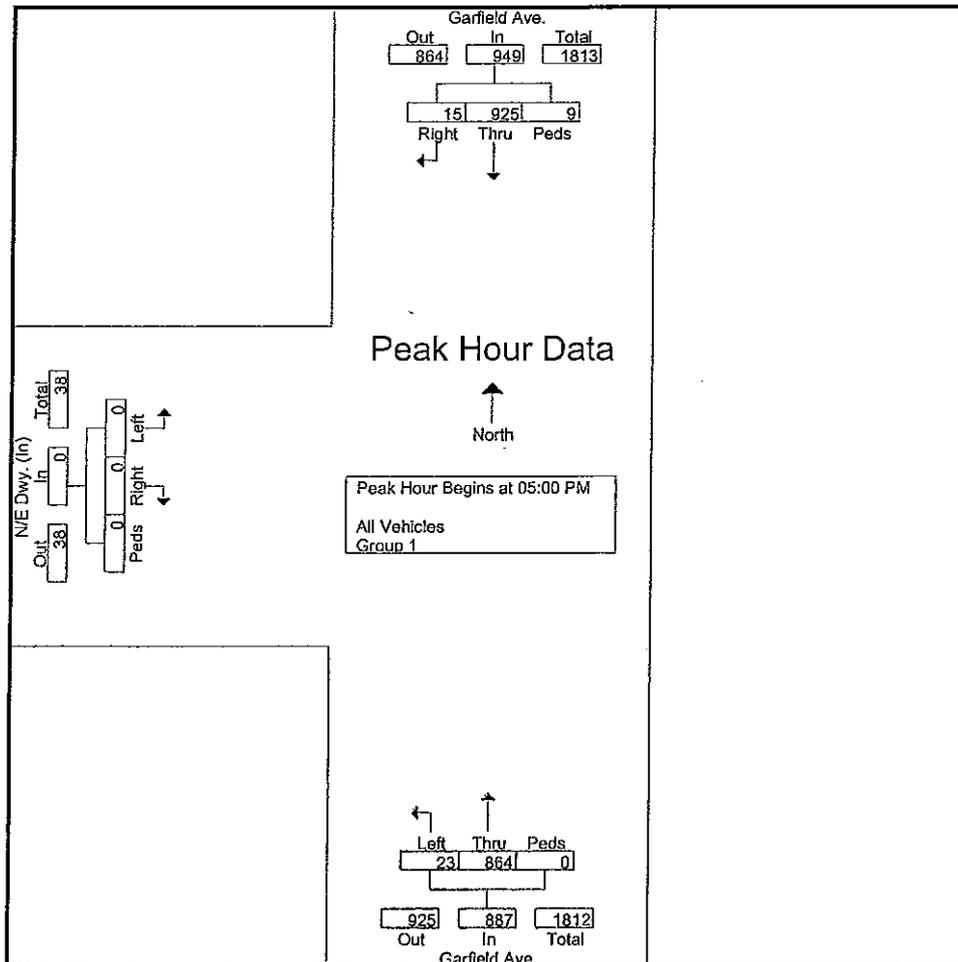 Garfield Ave.
Out In Total
864 949 1813
15 925 9
Right Thru Peds
Peak Hour Data
North
Peak Hour Begins at 05:00 PM
All Vehicles
Group 1
N/E Dwy. (In)
Out In Total
38 0 38
0 0 0
Peds Right Left
Left Thru Peds
23 864 0
925 887 1812
Out In Total
Garfield Ave.